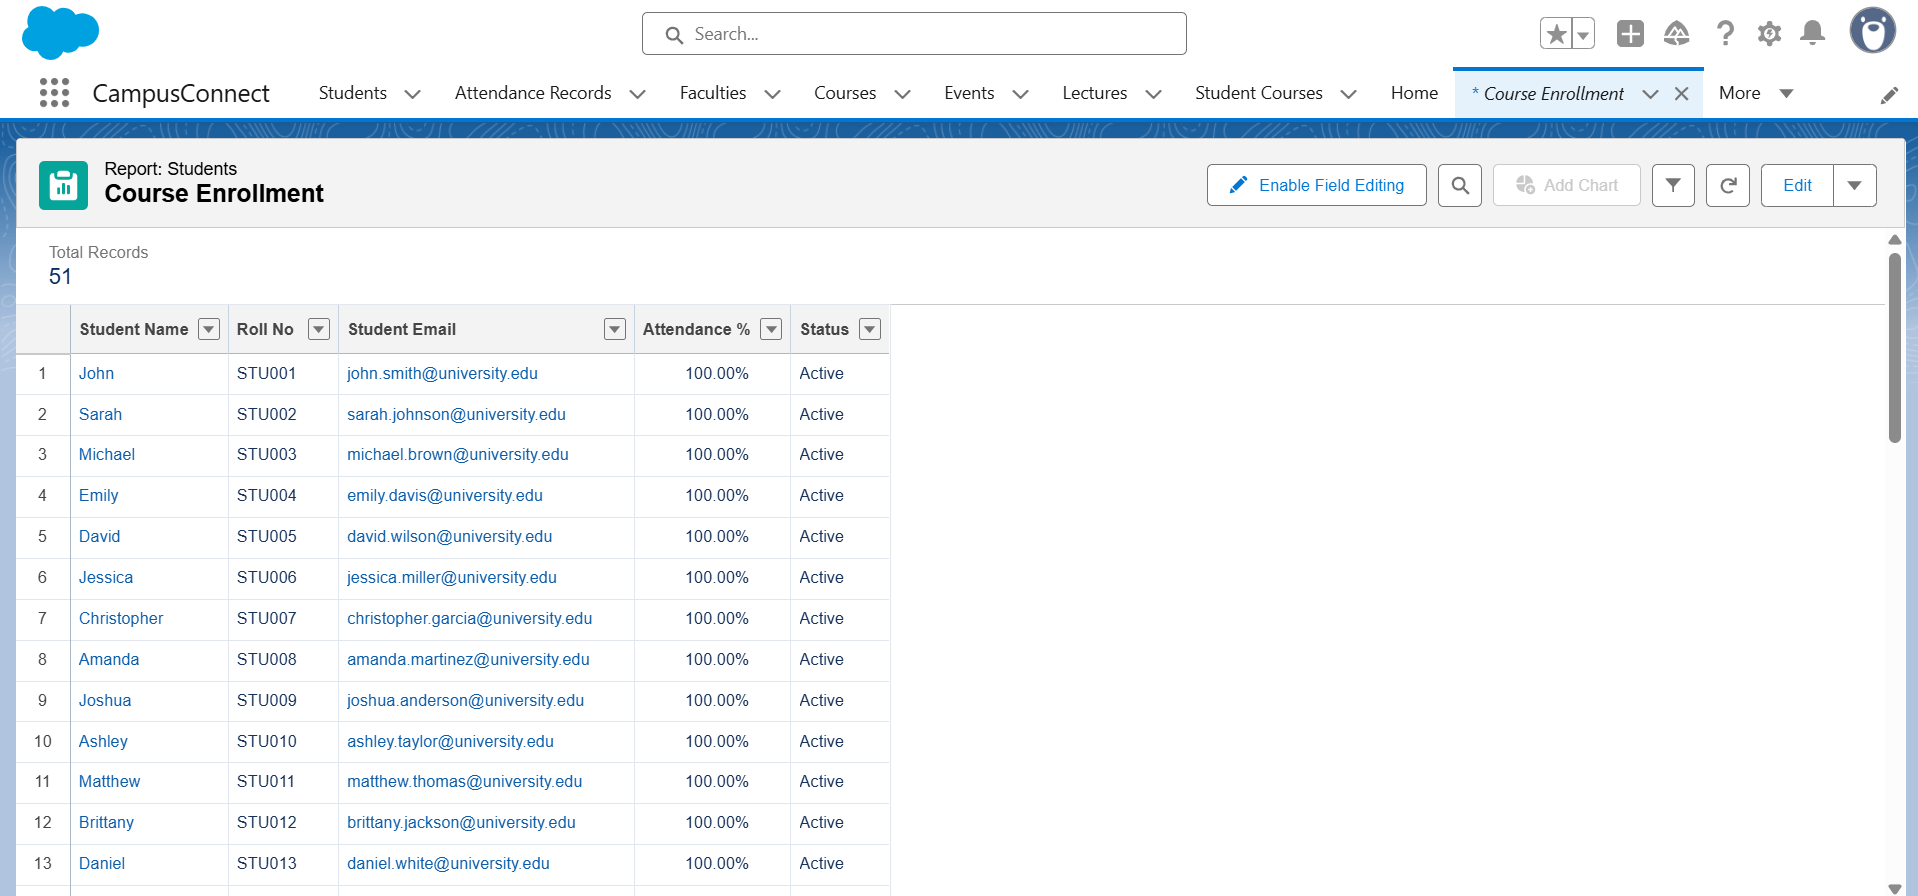 Search...
CampusConnect Students Attendance Records Faculties Courses Events Lectures Student Courses Home * Course Enrollment More
Report: Students
Course Enrollment
Enable Field Editing Add Chart Edit
Total Records
51
Student Name Roll No Student Email Attendance % Status
1 John STU001 john.smith@university.edu 100.00% Active
2 Sarah STU002 sarah.johnson@university.edu 100.00% Active
3 Michael STU003 michael.brown@university.edu 100.00% Active
4 Emily STU004 emily.davis@university.edu 100.00% Active
5 David STU005 david.wilson@university.edu 100.00% Active
6 Jessica STU006 jessica.miller@university.edu 100.00% Active
7 Christopher STU007 christopher.garcia@university.edu 100.00% Active
8 Amanda STU008 amanda.martinez@university.edu 100.00% Active
9 Joshua STU009 joshua.anderson@university.edu 100.00% Active
10 Ashley STU010 ashley.taylor@university.edu 100.00% Active
11 Matthew STU011 matthew.thomas@university.edu 100.00% Active
12 Brittany STU012 brittany.jackson@university.edu 100.00% Active
13 Daniel STU013 daniel.white@university.edu 100.00% Active